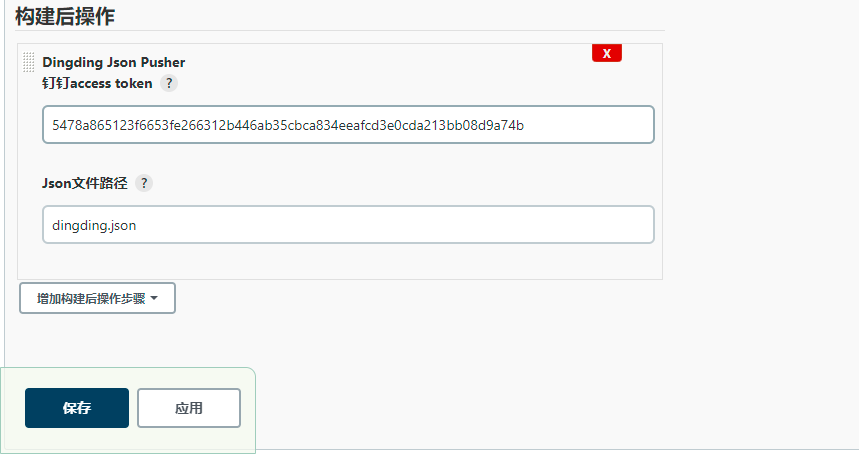 构建后操作
Dingding Json Pusher
X
钉钉access token ?
5478a865123f6653fe266312b446ab35cbca834eeafcd3e0cda213bb08d9a74b
Json文件路径 ?
dingding.json
增加构建后操作步骤
保存
应用